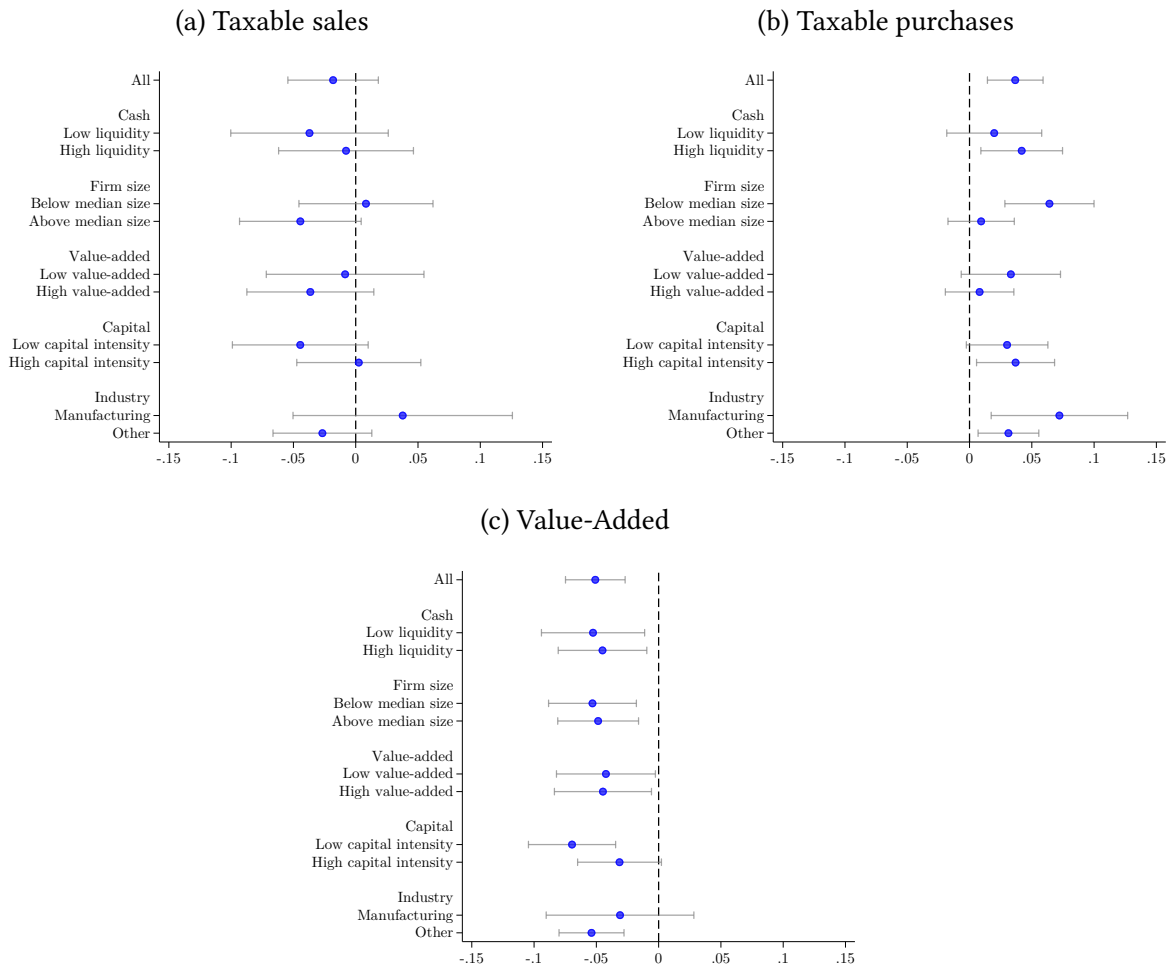 (a) Taxable sales
All
Cash
Low liquidity
High liquidity
Firm size
Below median size
Above median size
Value-added
Low value-added
High value-added
Capital
Low capital intensity
High capital intensity
Industry
Manufacturing
Other
-.15 -.1 -.05 0 .05 .1 .15
(b) Taxable purchases
All
Cash
Low liquidity
High liquidity
Firm size
Below median size
Above median size
Value-added
Low value-added
High value-added
Capital
Low capital intensity
High capital intensity
Industry
Manufacturing
Other
-.15 -.1 -.05 0 .05 .1 .15
(c) Value-Added
All
Cash
Low liquidity
High liquidity
Firm size
Below median size
Above median size
Value-added
Low value-added
High value-added
Capital
Low capital intensity
High capital intensity
Industry
Manufacturing
Other
-.15 -.1 -.05 0 .05 .1 .15